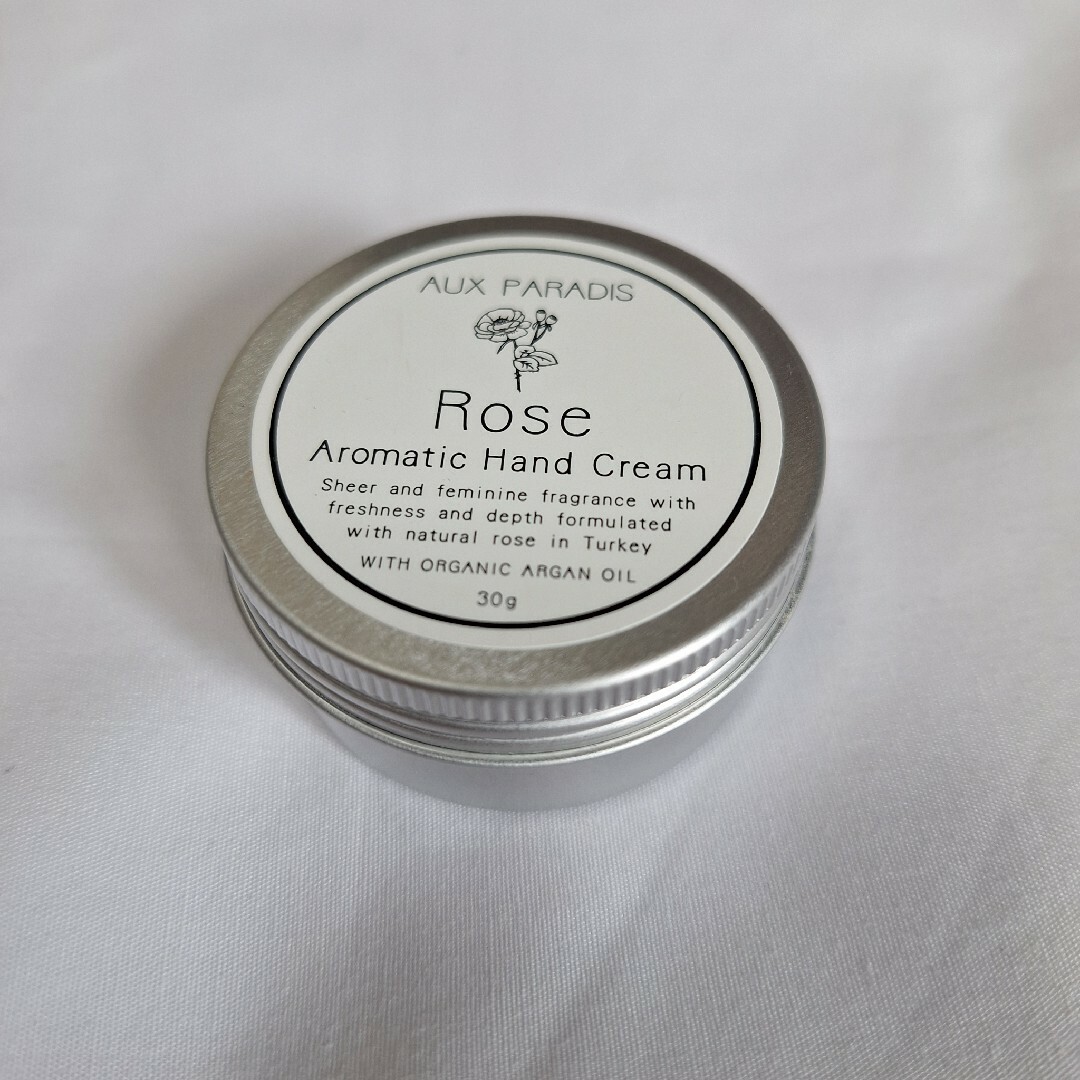 AUX PARADIS
Rose
Aromatic Hand Cream
Sheer and feminine fragrance with
freshness and depth formulated
with natural rose in Turkey
WITH ORGANIC ARGAN OIL
30g